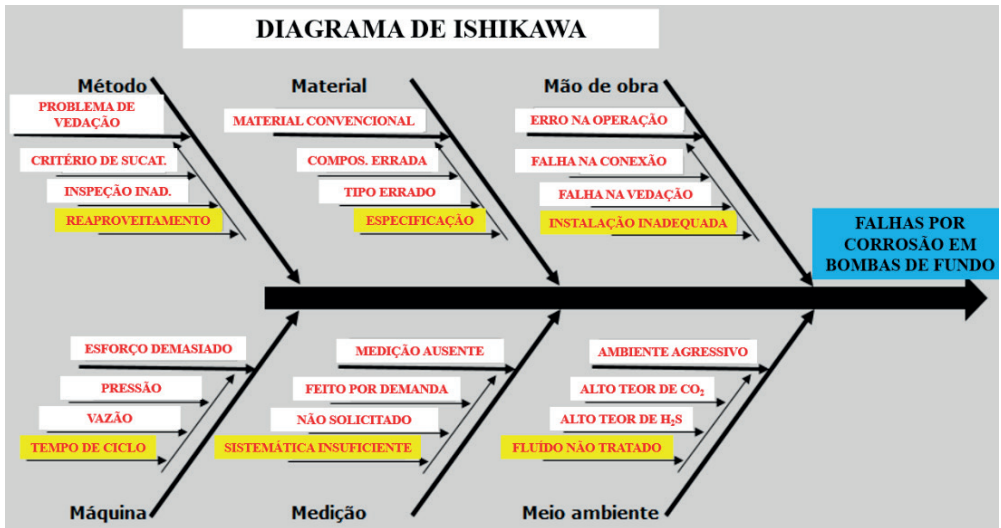 DIAGRAMA DE ISHIKAWA
Método
PROBLEMA DE
VEDAÇÃO
CRITÉRIO DE SUCAT.
INSPEÇÃO INAD.
REAPROVEITAMENTO
Material
MATERIAL CONVENCIONAL
COMPOS. ERRADA
TIPO ERRADO
ESPECIFICAÇÃO
Mão de obra
ERRO NA OPERAÇÃO
FALHA NA CONEXÃO
FALHA NA VEDAÇÃO
INSTALAÇÃO INADEQUADA
FALHAS POR
CORROSÃO EM
BOMBAS DE FUNDO
ESFORÇO DEMASIADO
PRESSÃO
VAZÃO
TEMPO DE CICLO
Máquina
MEDIÇÃO AUSENTE
FEITO POR DEMANDA
NÃO SOLICITADO
SISTEMÁTICA INSUFICIENTE
Medição
AMBIENTE AGRESSIVO
ALTO TEOR DE CO₂
ALTO TEOR DE H₂S
FLUÍDO NÃO TRATADO
Meio ambiente